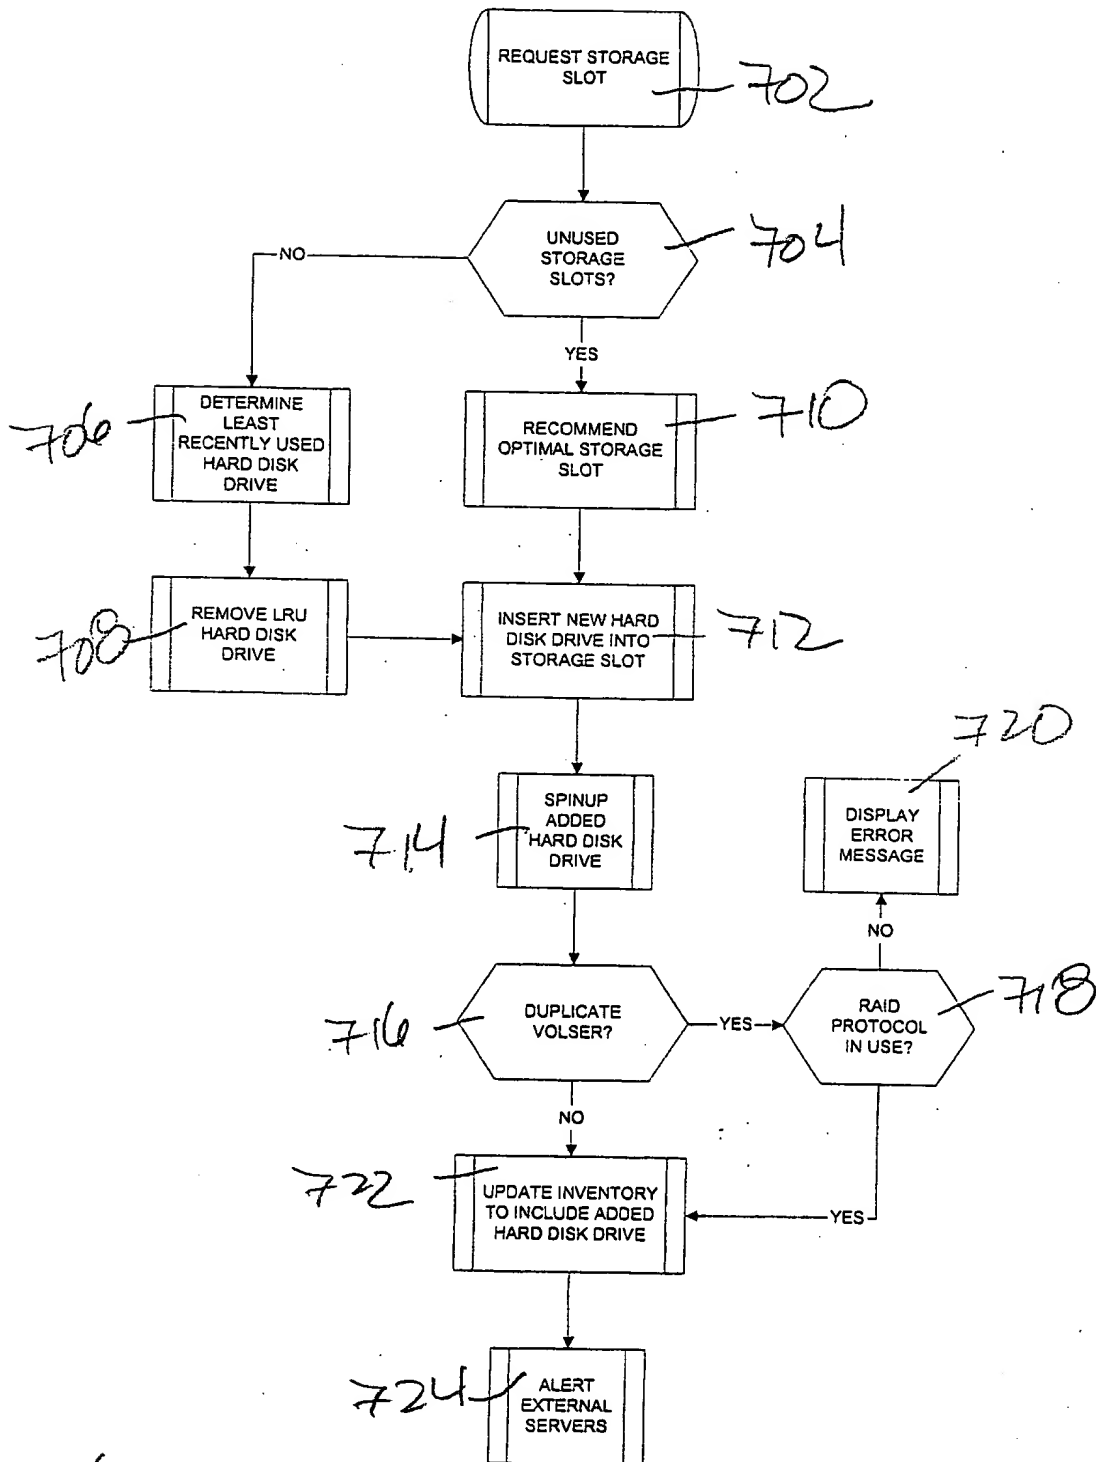 REQUEST STORAGE
SLOT
702
UNUSED
STORAGE
SLOTS?
704
NO
YES
DETERMINE
LEAST
RECENTLY USED
HARD DISK
DRIVE
706
RECOMMEND
OPTIMAL STORAGE
SLOT
710
REMOVE LRU
HARD DISK
DRIVE
708
INSERT NEW HARD
DISK DRIVE INTO
STORAGE SLOT
712
SPINUP
ADDED
HARD DISK
DRIVE
714
DISPLAY
ERROR
MESSAGE
720
NO
DUPLICATE
VOLSER?
716
YES
RAID
PROTOCOL
IN USE?
718
NO
YES
UPDATE INVENTORY
TO INCLUDE ADDED
HARD DISK DRIVE
722
ALERT
EXTERNAL
SERVERS
724